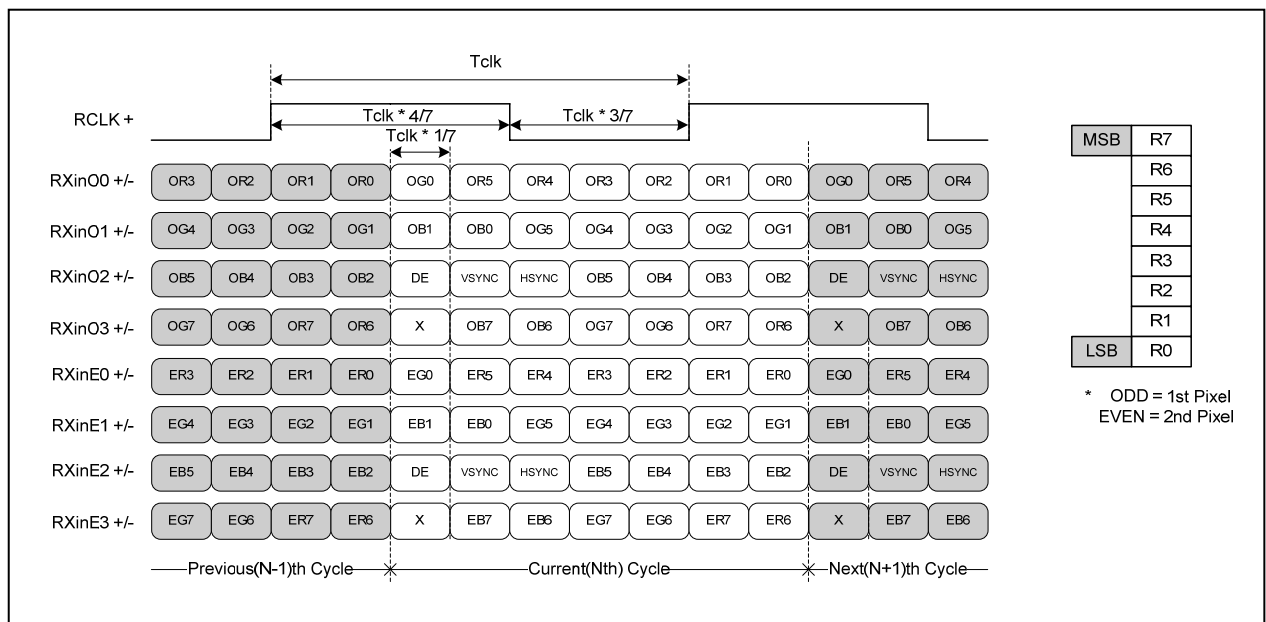 Tclk
RCLK +
Tclk * 4/7
Tclk * 3/7
Tclk * 1/7
RXinO0 +/- OR3 OR2 OR1 OR0 OG0 OR5 OR4 OR3 OR2 OR1 OR0 OG0 OR5 OR4
RXinO1 +/- OG4 OG3 OG2 OG1 OB1 OB0 OG5 OG4 OG3 OG2 OG1 OB1 OB0 OG5
RXinO2 +/- OB5 OB4 OB3 OB2 DE VSYNC HSYNC OB5 OB4 OB3 OB2 DE VSYNC HSYNC
RXinO3 +/- OG7 OG6 OR7 OR6 X OB7 OB6 OG7 OG6 OR7 OR6 X OB7 OB6
RXinE0 +/- ER3 ER2 ER1 ER0 EG0 ER5 ER4 ER3 ER2 ER1 ER0 EG0 ER5 ER4
RXinE1 +/- EG4 EG3 EG2 EG1 EB1 EB0 EG5 EG4 EG3 EG2 EG1 EB1 EB0 EG5
RXinE2 +/- EB5 EB4 EB3 EB2 DE VSYNC HSYNC EB5 EB4 EB3 EB2 DE VSYNC HSYNC
RXinE3 +/- EG7 EG6 ER7 ER6 X EB7 EB6 EG7 EG6 ER7 ER6 X EB7 EB6
Previous(N-1)th Cycle Current(Nth) Cycle Next(N+1)th Cycle
MSB R7
R6
R5
R4
R3
R2
R1
LSB R0
* ODD = 1st Pixel
EVEN = 2nd Pixel